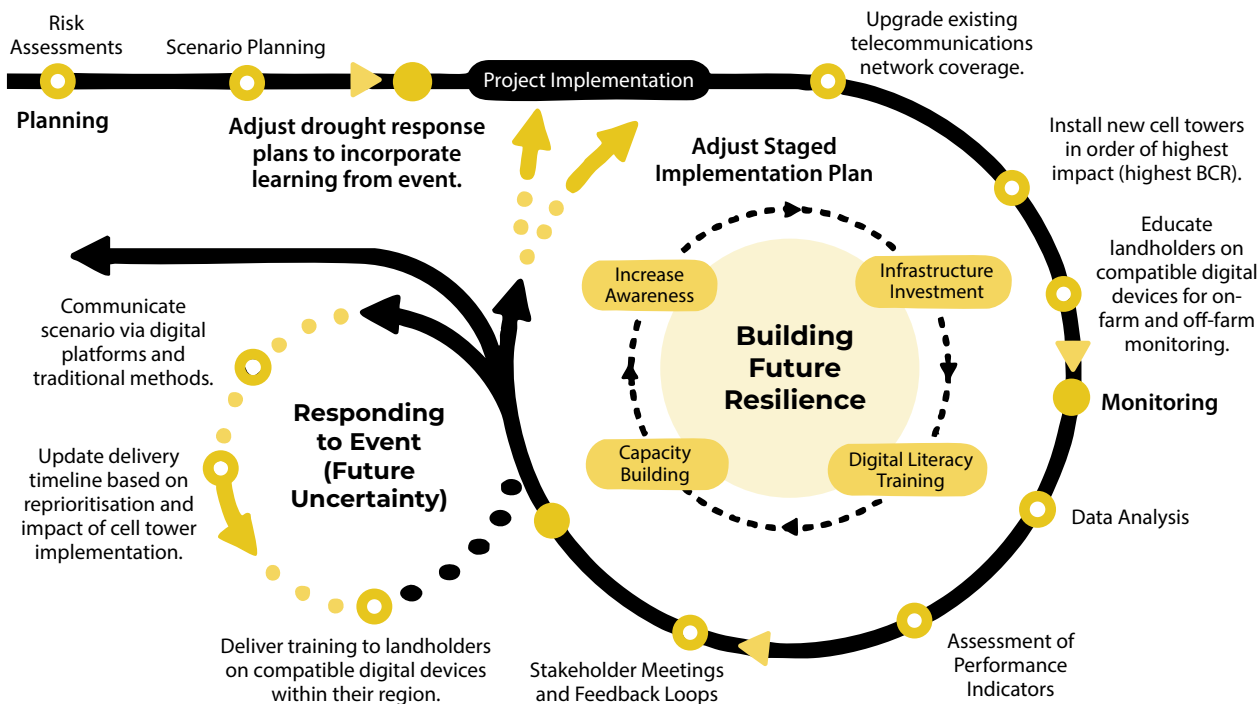 Risk
Assessments
Scenario Planning
Planning
Adjust drought response
plans to incorporate
learning from event.
Project Implementation
Upgrade existing
telecommunications
network coverage.
Install new cell towers
in order of highest
impact (highest BCR).
Educate
landholders on
compatible digital
devices for on-
farm and off-farm
monitoring.
Monitoring
Data Analysis
Assessment of
Performance
Indicators
Stakeholder Meetings
and Feedback Loops
Adjust Staged
Implementation Plan
Increase
Awareness
Infrastructure
Investment
Building
Future
Resilience
Capacity
Building
Digital Literacy
Training
Communicate
scenario via digital
platforms and
traditional methods.
Responding
to Event
(Future
Uncertainty)
Update delivery
timeline based on
reprioritisation and
impact of cell tower
implementation.
Deliver training to landholders
on compatible digital devices
within their region.